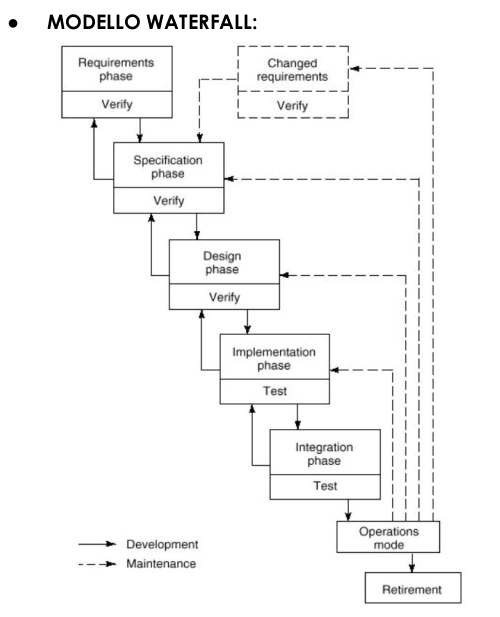 ● MODELLO WATERFALL:
Requirements
phase
Verify
Changed
requirements
Verify
Specification
phase
Verify
Design
phase
Verify
Implementation
phase
Test
Integration
phase
Test
Operations
mode
Development
Maintenance
Retirement